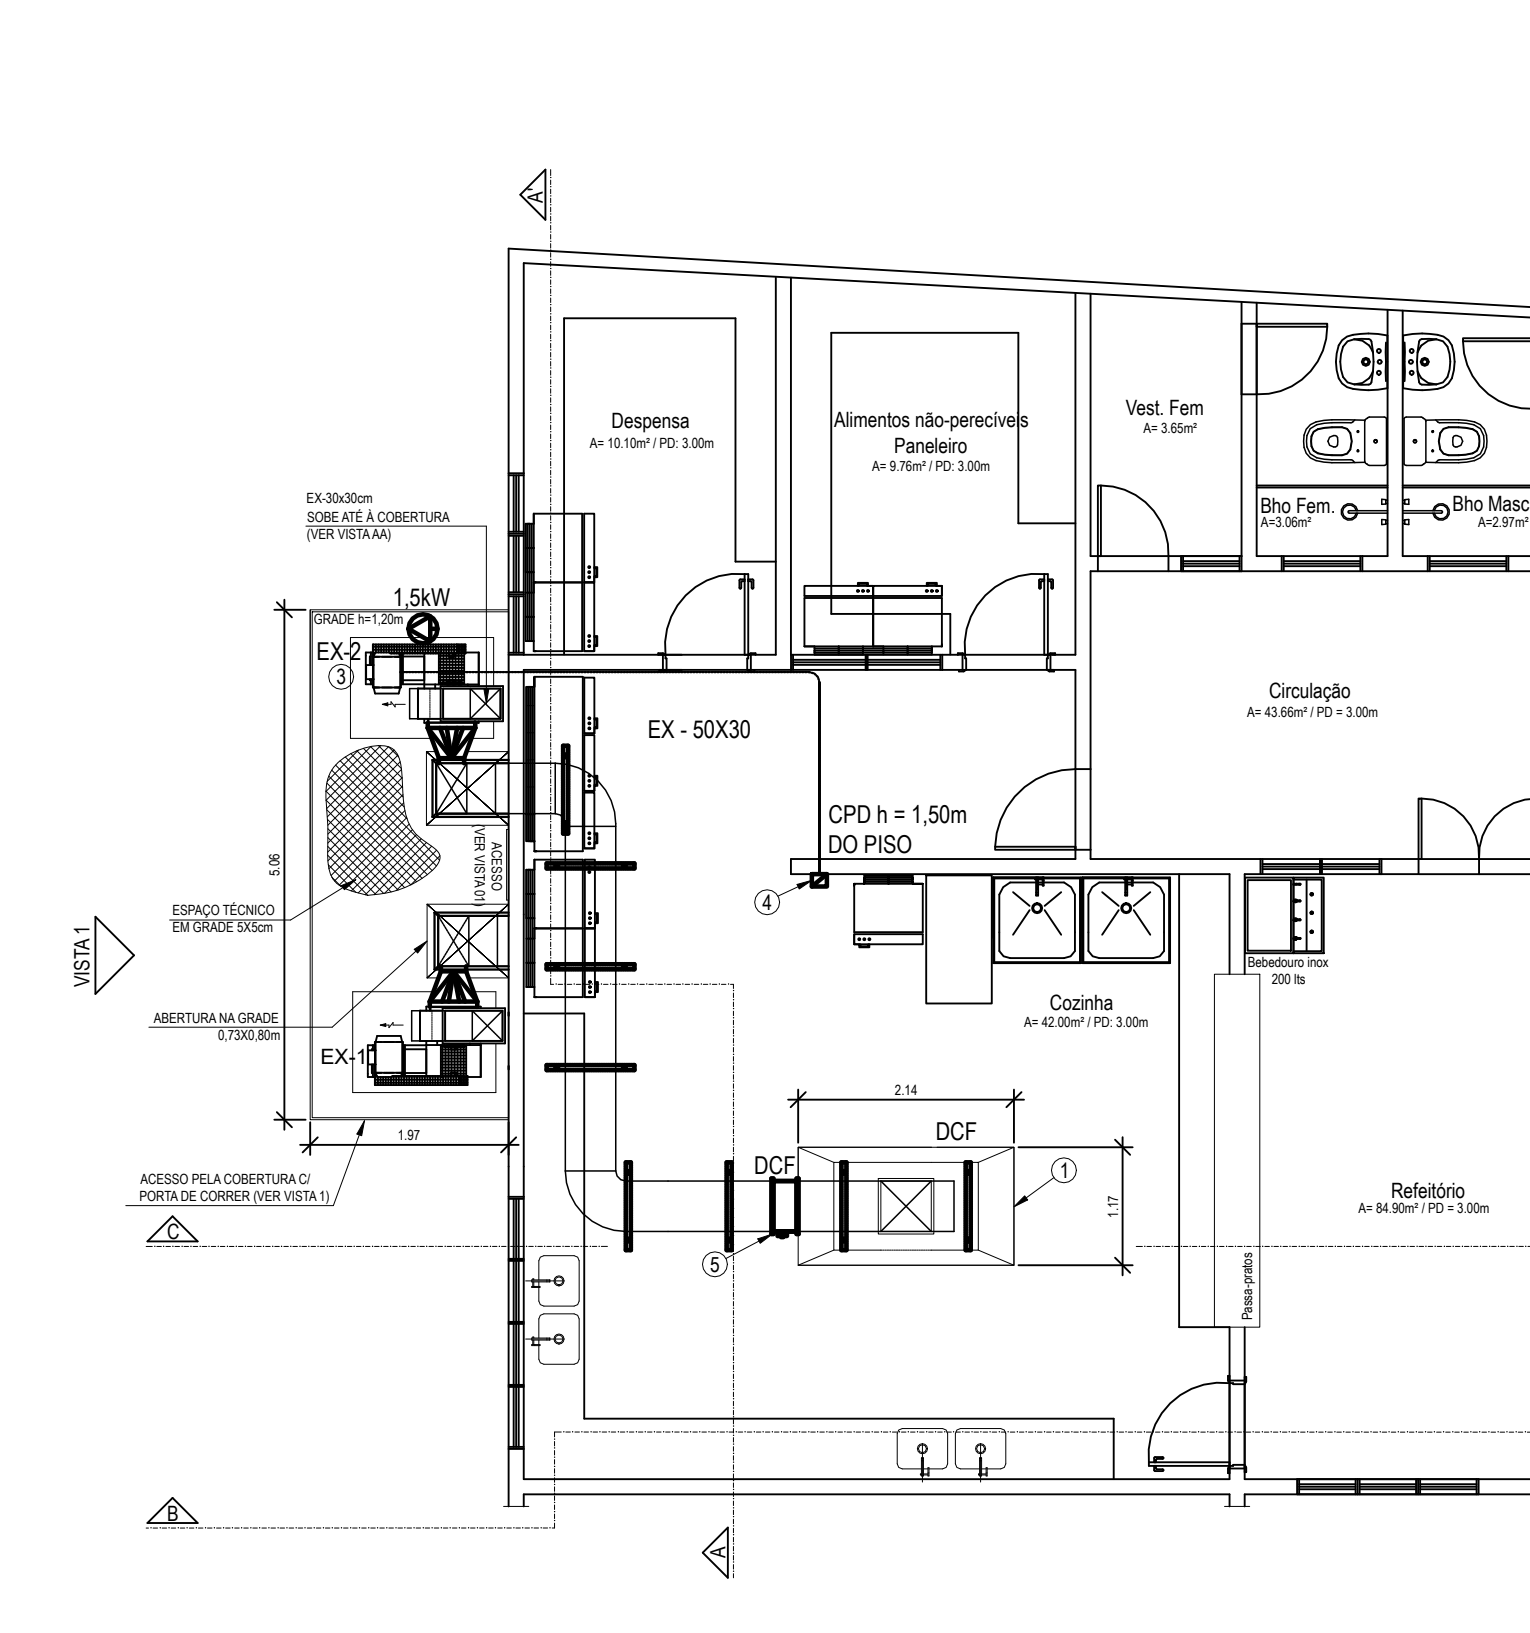 A
Despensa
A= 10.10m² / PD: 3.00m
Alimentos não-perecíveis
Paneleiro
A= 9.76m² / PD: 3.00m
Vest. Fem
A= 3.65m²
Bho Fem.
A=3.06m²
Bho Masc
A=2.97m²
EX-30x30cm
SOBE ATÉ À COBERTURA
(VER VISTA AA)
1,5kW
GRADE h=1,20m
EX-2
3
EX - 50X30
Circulação
A= 43.66m² / PD = 3.00m
CPD h = 1,50m
DO PISO
4
5.06
ACESSO
(VER VISTA 01)
ESPAÇO TÉCNICO
EM GRADE 5X5cm
VISTA 1
ABERTURA NA GRADE
0,73X0,80m
EX-1
1.97
Bebedouro inox
200 lts
Cozinha
A= 42.00m² / PD: 3.00m
2.14
DCF
DCF
1
1.17
5
ACESSO PELA COBERTURA C/
PORTA DE CORRER (VER VISTA 1)
C
Refeitório
A= 84.90m² / PD = 3.00m
Passa-pratos
B
A